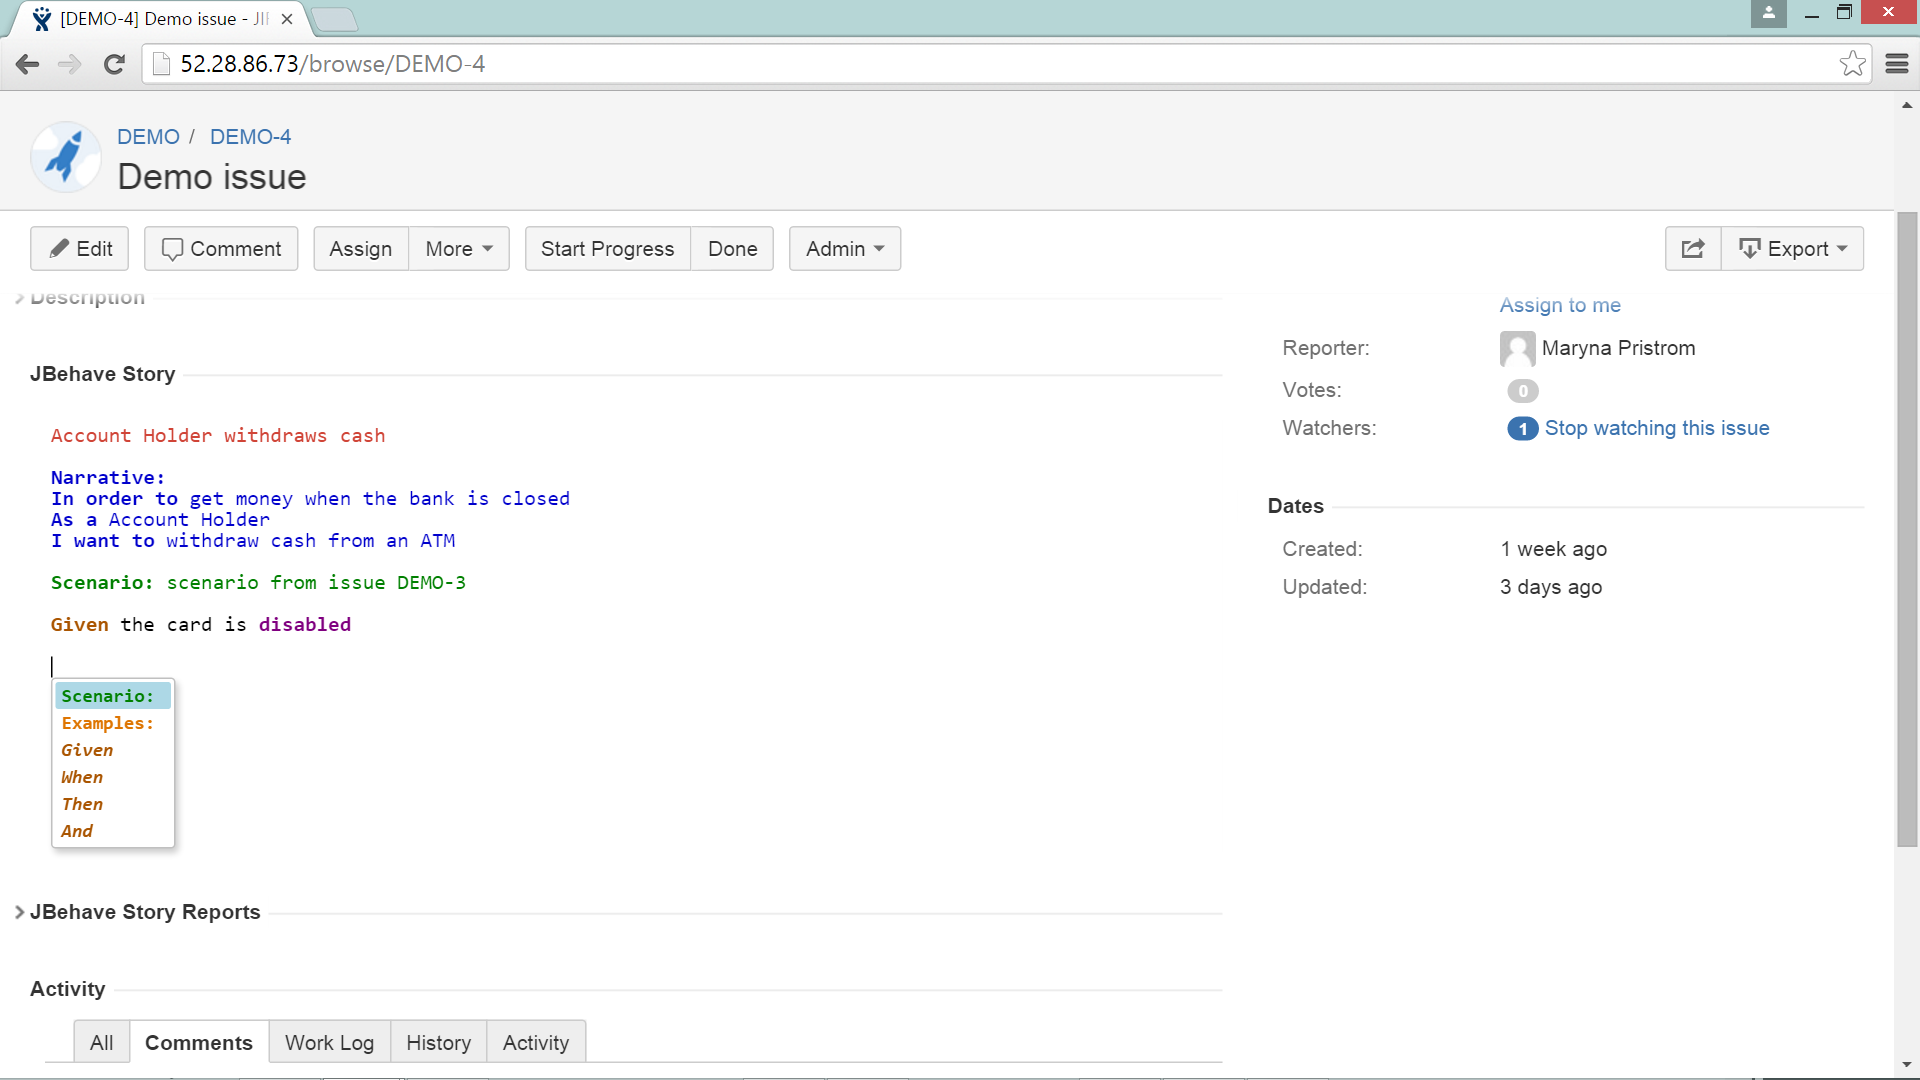 [DEMO-4] Demo issue - JI
52.28.86.73/browse/DEMO-4
DEMO / DEMO-4
Demo issue
Edit Comment Assign More Start Progress Done Admin Export
Description
Assign to me
Reporter: Maryna Pristrom
Votes: 0
Watchers: 1 Stop watching this issue
Dates
Created: 1 week ago
Updated: 3 days ago
JBehave Story
Account Holder withdraws cash
Narrative:
In order to get money when the bank is closed
As a Account Holder
I want to withdraw cash from an ATM
Scenario: scenario from issue DEMO-3
Given the card is disabled
Scenario:
Examples:
Given
When
Then
And
JBehave Story Reports
Activity
All Comments Work Log History Activity